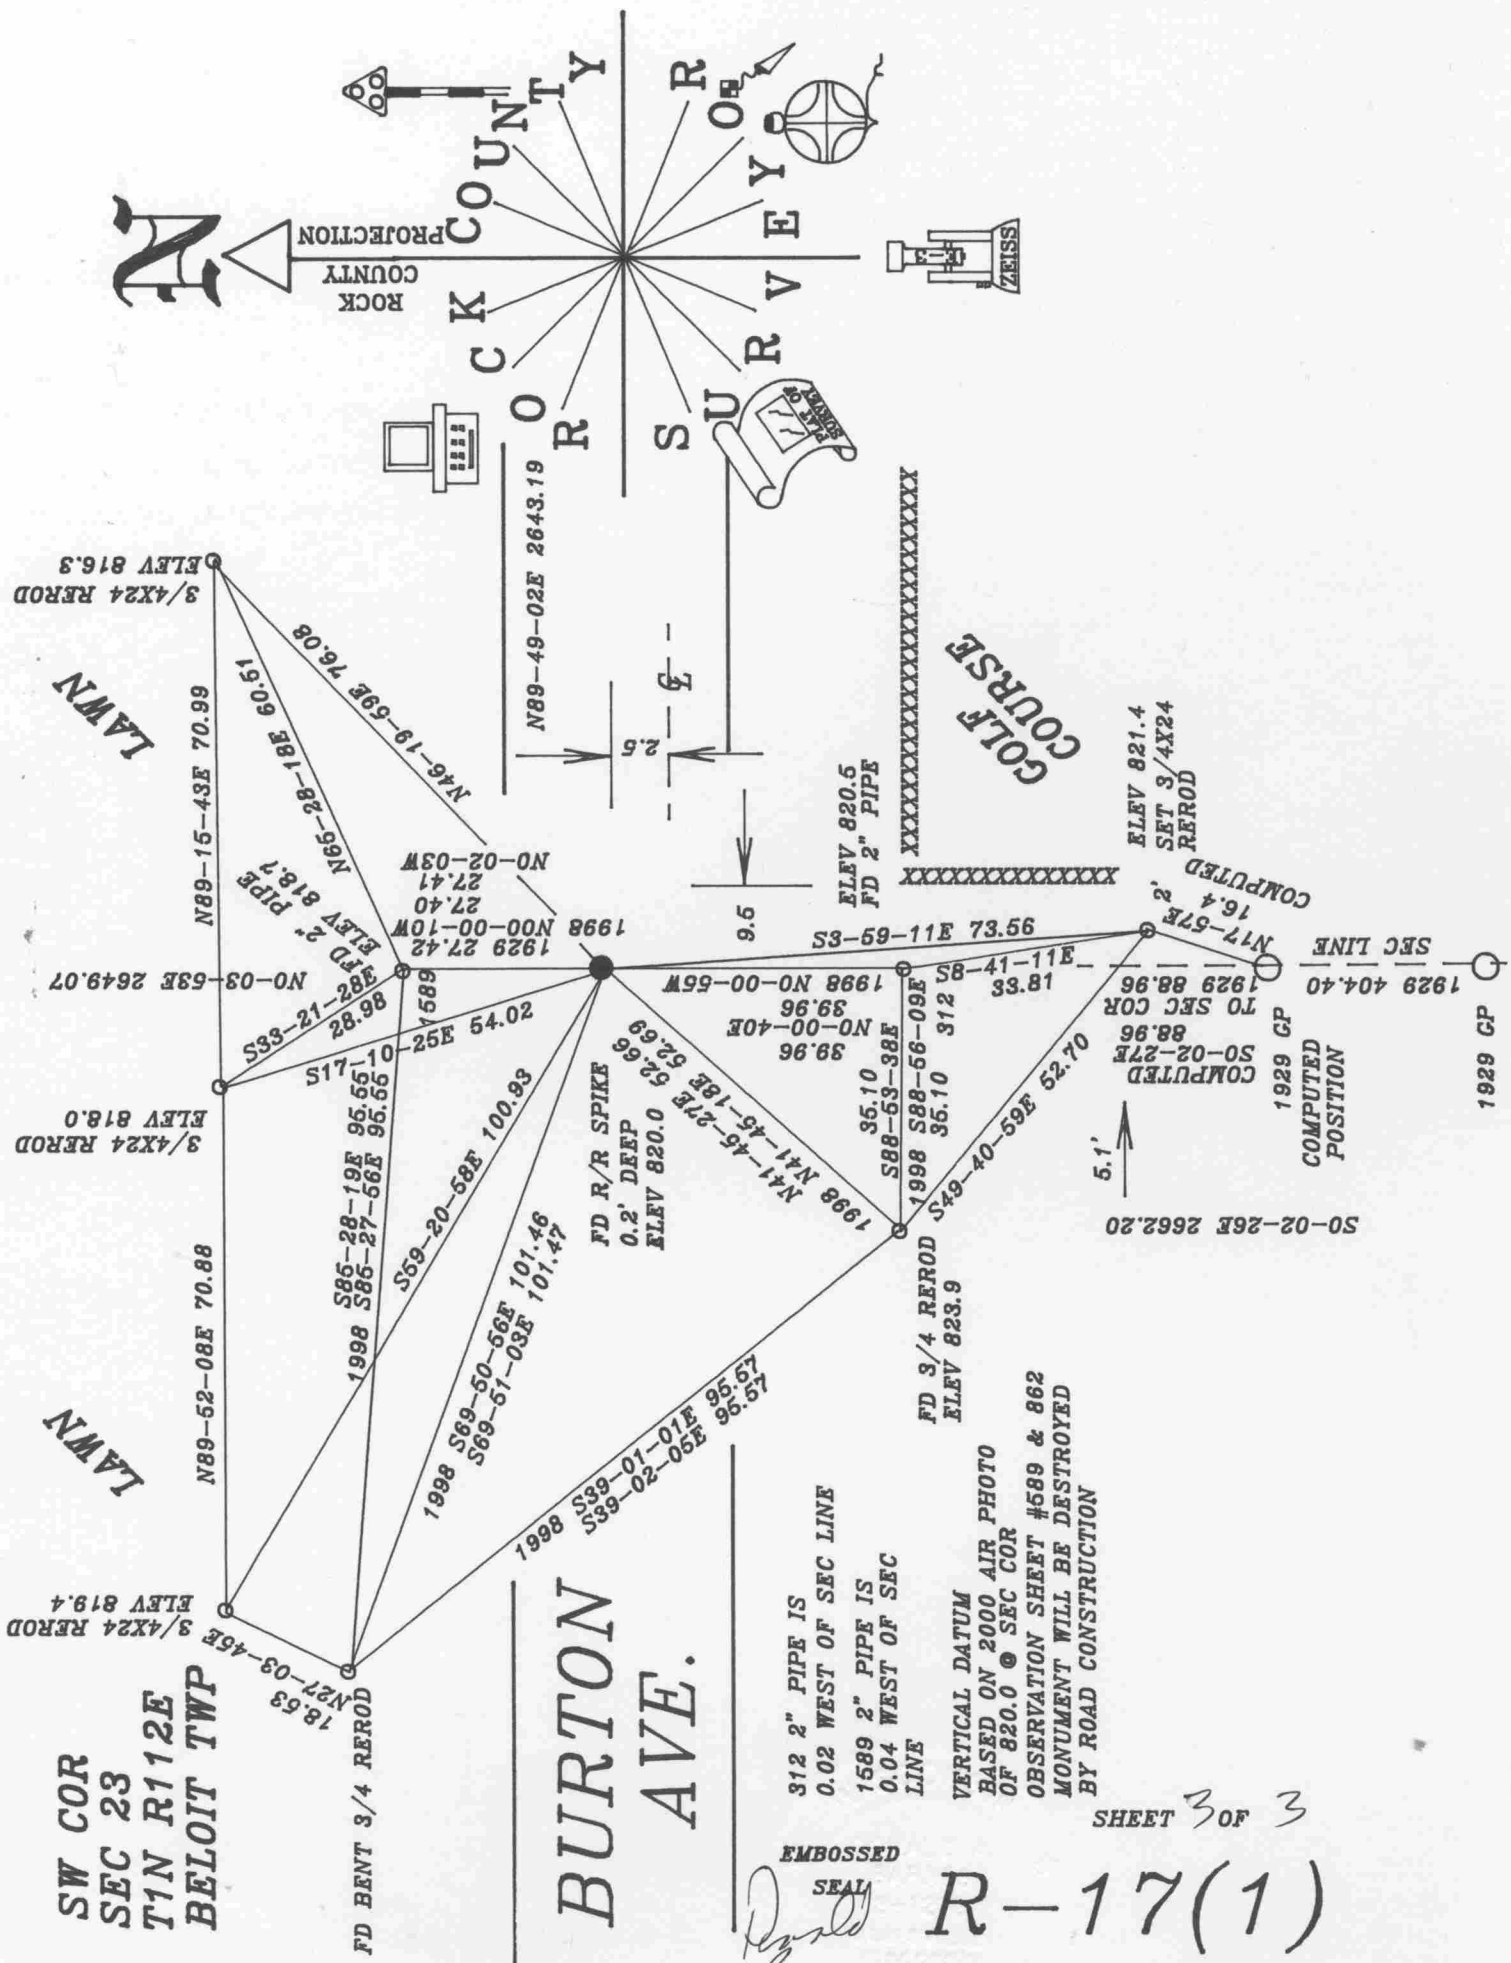 SW COR
SEC 23
T1N R112E
BELOIT TWP
LAWN
LAWN
3/4X24 REROD
ELEV 819.4
N89-52-08E 70.88
3/4X24 REROD
ELEV 818.0
N0-03-53E 2649.07
N89-15-43E 70.99
3/4X24 REROD
ELEV 816.3
18.53
N27-03-45E
FD BENT 3/4 REROD
1998 S85-28-19E 95.55
S85-27-56E 95.55
S33-21-28E
28.98
S17-10-25E 54.02
FD 2" PIPE
ELEV 818.7
1589
N65-28-18E 60.51
N46-19-59E 76.08
S59-20-58E 100.93
1998 S69-50-56E 101.46
S69-51-03E 101.47
1998 S39-01-01E 95.57
S39-02-05E 95.57
N0-02-03W
27.41
27.40
N00-00-10W
1929 27.42
1998
FD R/R SPIKE
0.2' DEEP
ELEV 820.0
52.66 52.69
N41-45-27E
1998 N41-45-18E
1998 N0-00-55W
39.96
N0-00-40E
39.96
9.5
2.5
N89-49-02E 2643.19
ROCK
COUNTY
PROJECTION
N
ROCK COUNTY
SURVEYOR
PLAT OF
SURVEY
ZEISS
BURTON
AVE.
ELEV 820.5
FD 2" PIPE
XXXXXXXXXXXXXXXXXXXXXXXXXXXXXX
XXXXXXXXXXXXXX
GOLF
COURSE
S3-59-11E 73.56
S8-41-11E
33.81
312
35.10
S88-53-38E
1998 S88-56-09E
35.10
S49-40-59E 52.70
FD 3/4 REROD
ELEV 823.9
ELEV 821.4
SET 3/4X24
REROD
.2'
N17-57E
16.4
COMPUTED
SEC LINE
1929 404.40
1929 88.96
TO SEC COR
88.96
S0-02-27E
COMPUTED
5.1'
S0-02-26E 2662.20
1929 GP
COMPUTED
POSITION
1929 GP
312 2" PIPE IS
0.02 WEST OF SEC LINE
1589 2" PIPE IS
0.04 WEST OF SEC
LINE
VERTICAL DATUM
BASED ON 2000 AIR PHOTO
OF 820.0 @ SEC COR
OBSERVATION SHEET #589 & 862
MONUMENT WILL BE DESTROYED
BY ROAD CONSTRUCTION
EMBOSSED
SEAL
SHEET 3 OF 3
R-17(1)